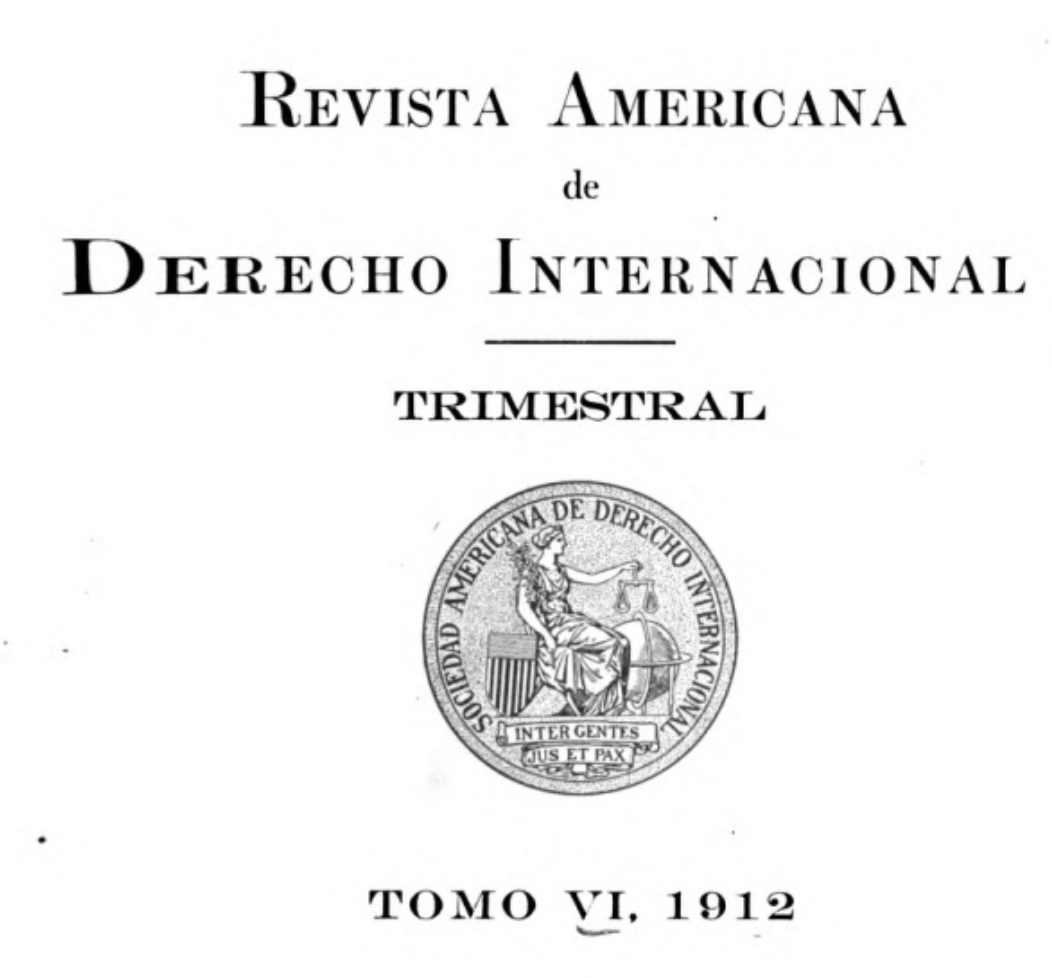 REVISTA AMERICANA
de
DERECHO INTERNACIONAL
TRIMESTRAL
SOCIEDAD AMERICANA DE DERECHO INTERNACIONAL
INTER GENTES
JUS ET PAX
TOMO VI, 1912